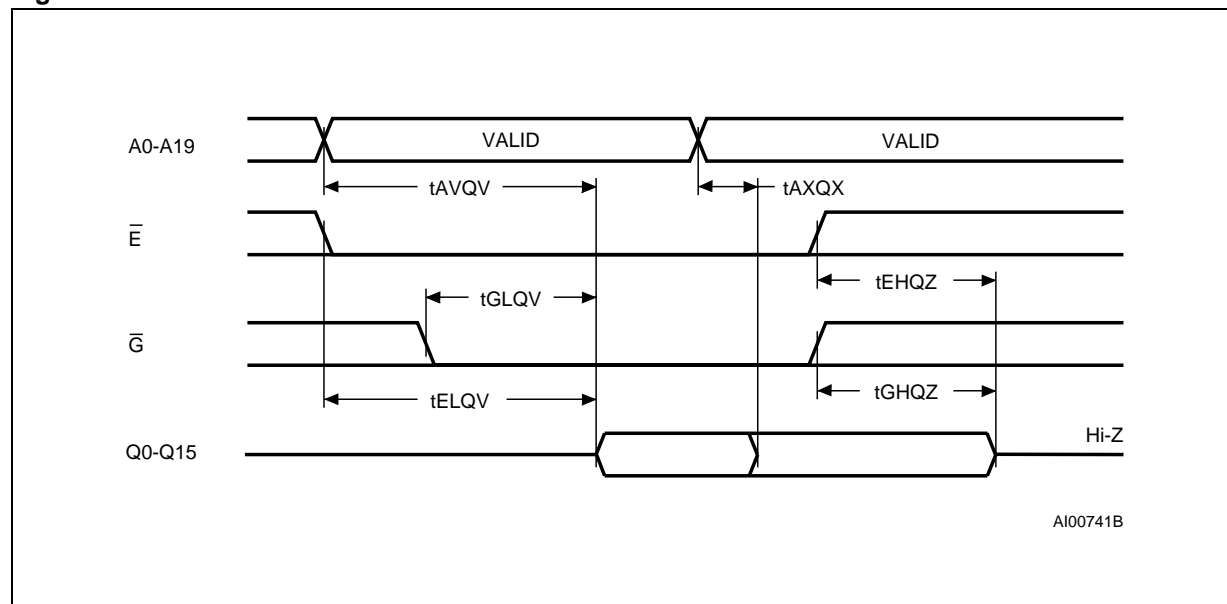 A0-A19
VALID
VALID
tAVQV
tAXQX
E̅
tEHQZ
tGLQV
G̅
tELQV
tGHQZ
Q0-Q15
Hi-Z
AI00741B